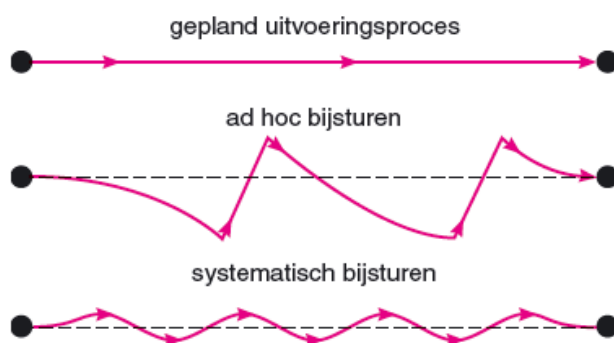 gepland uitvoeringsproces
ad hoc bijsturen
systematisch bijsturen